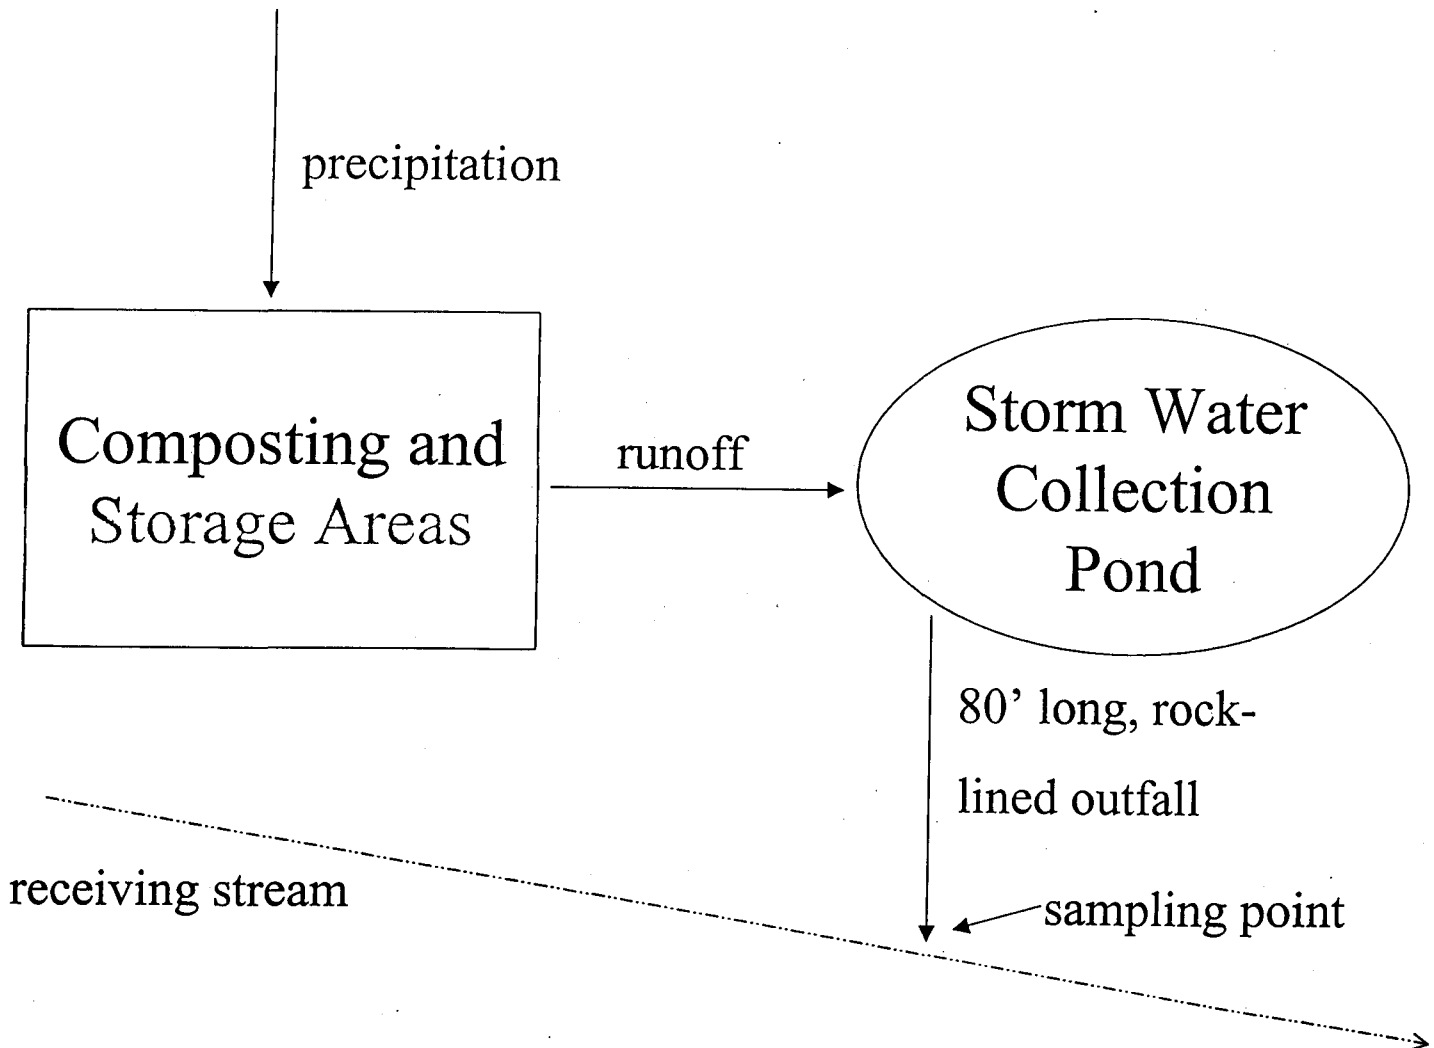 precipitation
Composting and
Storage Areas
runoff
Storm Water
Collection
Pond
80’ long, rock-
lined outfall
receiving stream
sampling point